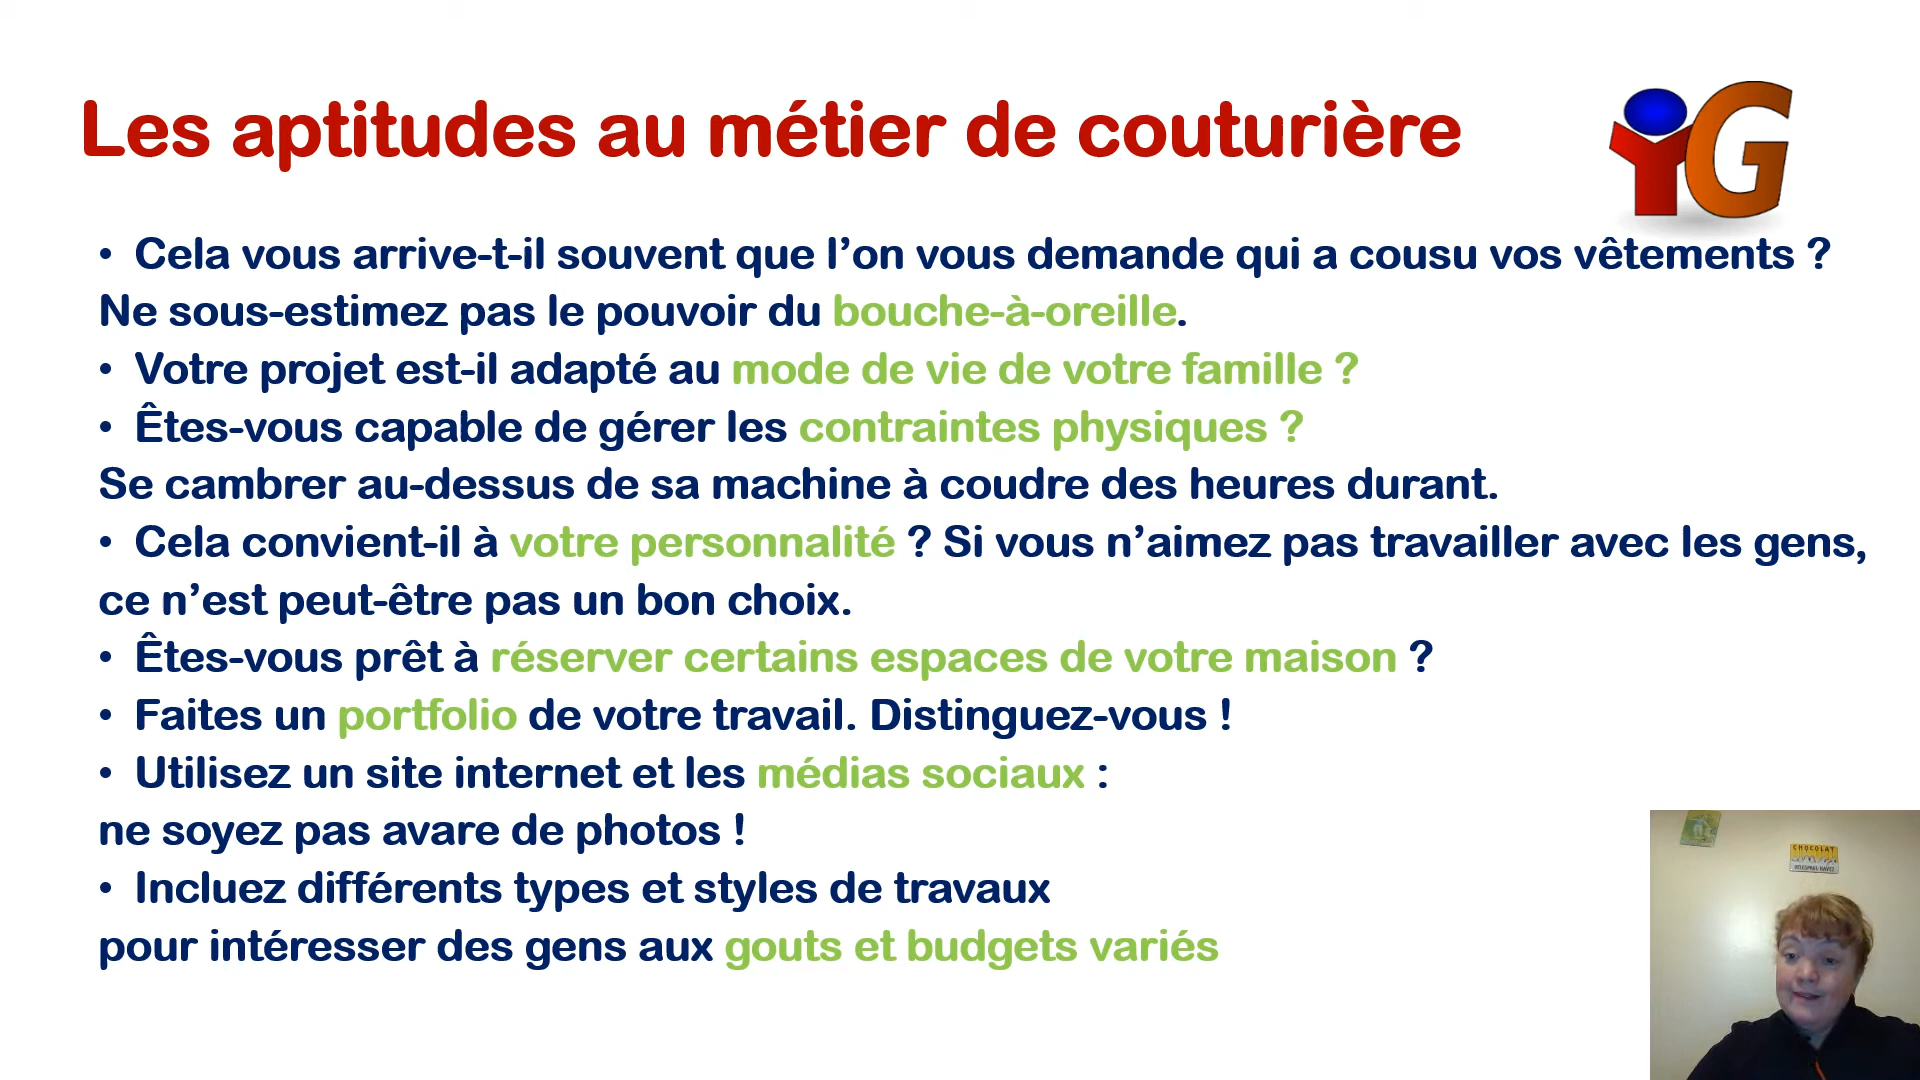 Les aptitudes au métier de couturière
G
• Cela vous arrive-t-il souvent que l’on vous demande qui a cousu vos vêtements ?
Ne sous-estimez pas le pouvoir du bouche-à-oreille.
• Votre projet est-il adapté au mode de vie de votre famille ?
• Êtes-vous capable de gérer les contraintes physiques ?
Se cambrer au-dessus de sa machine à coudre des heures durant.
• Cela convient-il à votre personnalité ? Si vous n’aimez pas travailler avec les gens,
ce n’est peut-être pas un bon choix.
• Êtes-vous prêt à réserver certains espaces de votre maison ?
• Faites un portfolio de votre travail. Distinguez-vous !
• Utilisez un site internet et les médias sociaux :
ne soyez pas avare de photos !
• Incluez différents types et styles de travaux
pour intéresser des gens aux gouts et budgets variés
CHOCOLAT